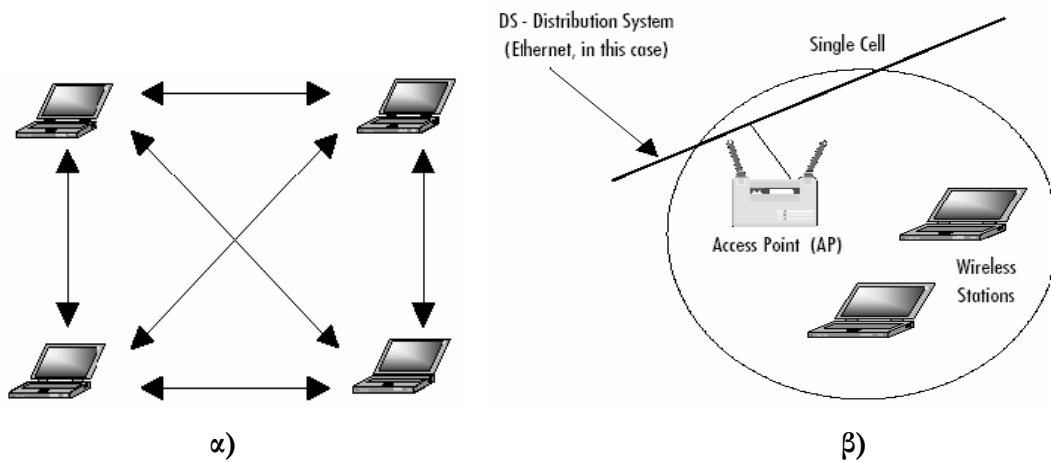 DS - Distribution System
(Ethernet, in this case)
Single Cell
Access Point (AP)
Wireless
Stations
α)
β)